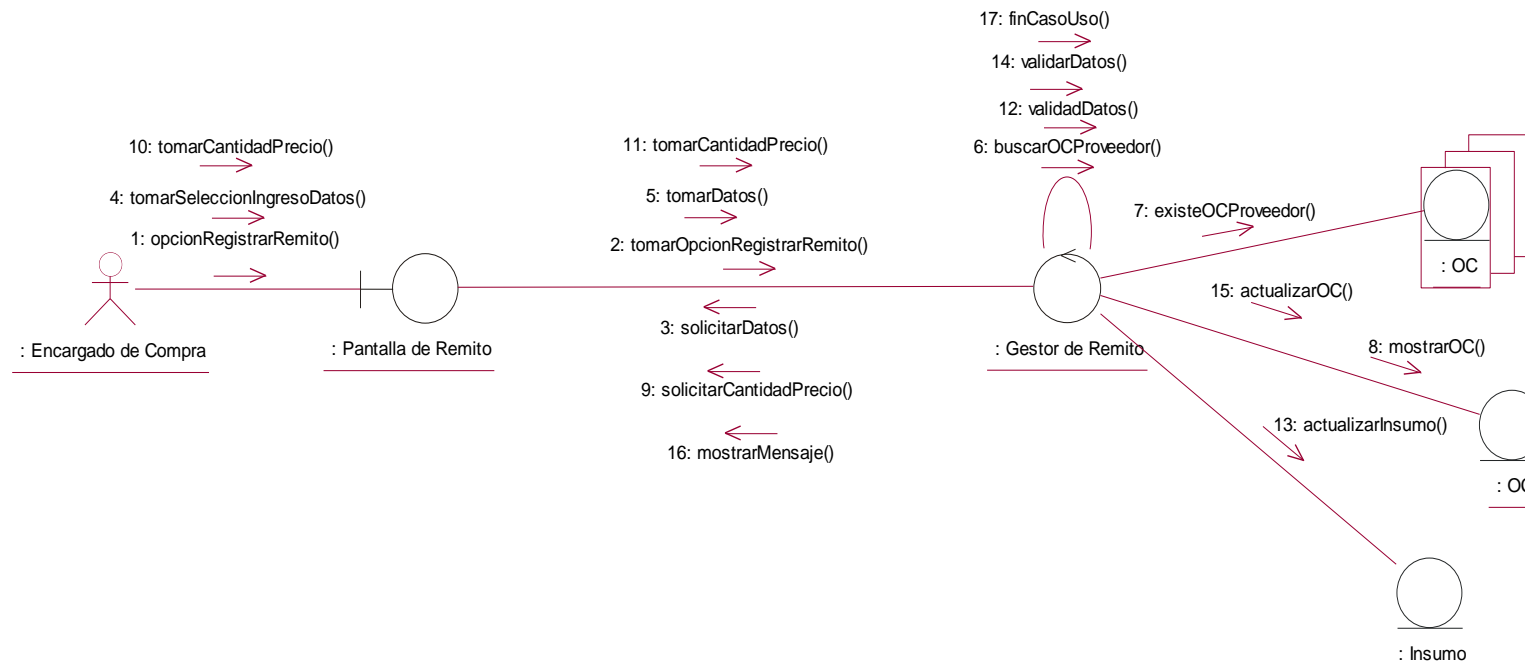 17: finCasoUso()
14: validarDatos()
12: validadDatos()
6: buscarOCProveedor()
10: tomarCantidadPrecio()
4: tomarSeleccionIngresoDatos()
1: opcionRegistrarRemito()
11: tomarCantidadPrecio()
5: tomarDatos()
2: tomarOpcionRegistrarRemito()
7: existeOCProveedor()
: OC
15: actualizarOC()
3: solicitarDatos()
: Encargado de Compra
: Pantalla de Remito
: Gestor de Remito
8: mostrarOC()
9: solicitarCantidadPrecio()
13: actualizarInsumo()
16: mostrarMensaje()
: OC
: Insumo